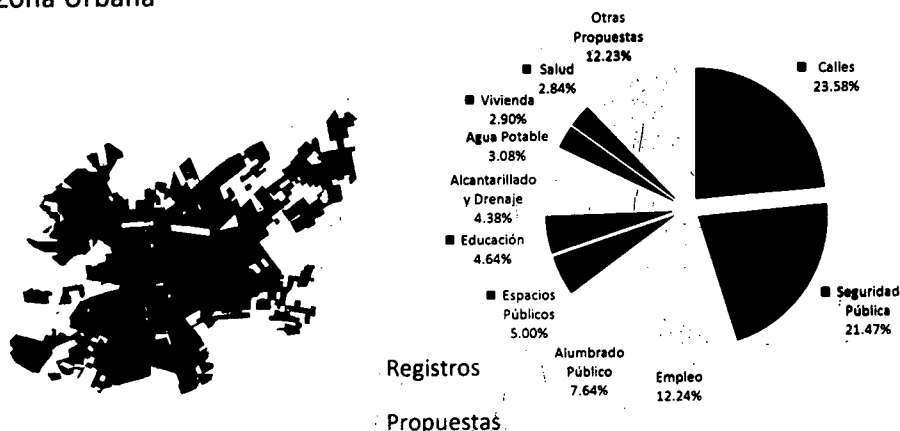 Zona Urbana
Otras
Propuestas
12.23%
Salud
2.84%
Vivienda
2.90%
Agua Potable
3.08%
Alcantarillado
y Drenaje
4.38%
Educación
4.64%
Espacios
Públicos
5.00%
Alumbrado
Público
7.64%
Empleo
12.24%
Seguridad
Pública
21.47%
Calles
23.58%
Registros
Propuestas